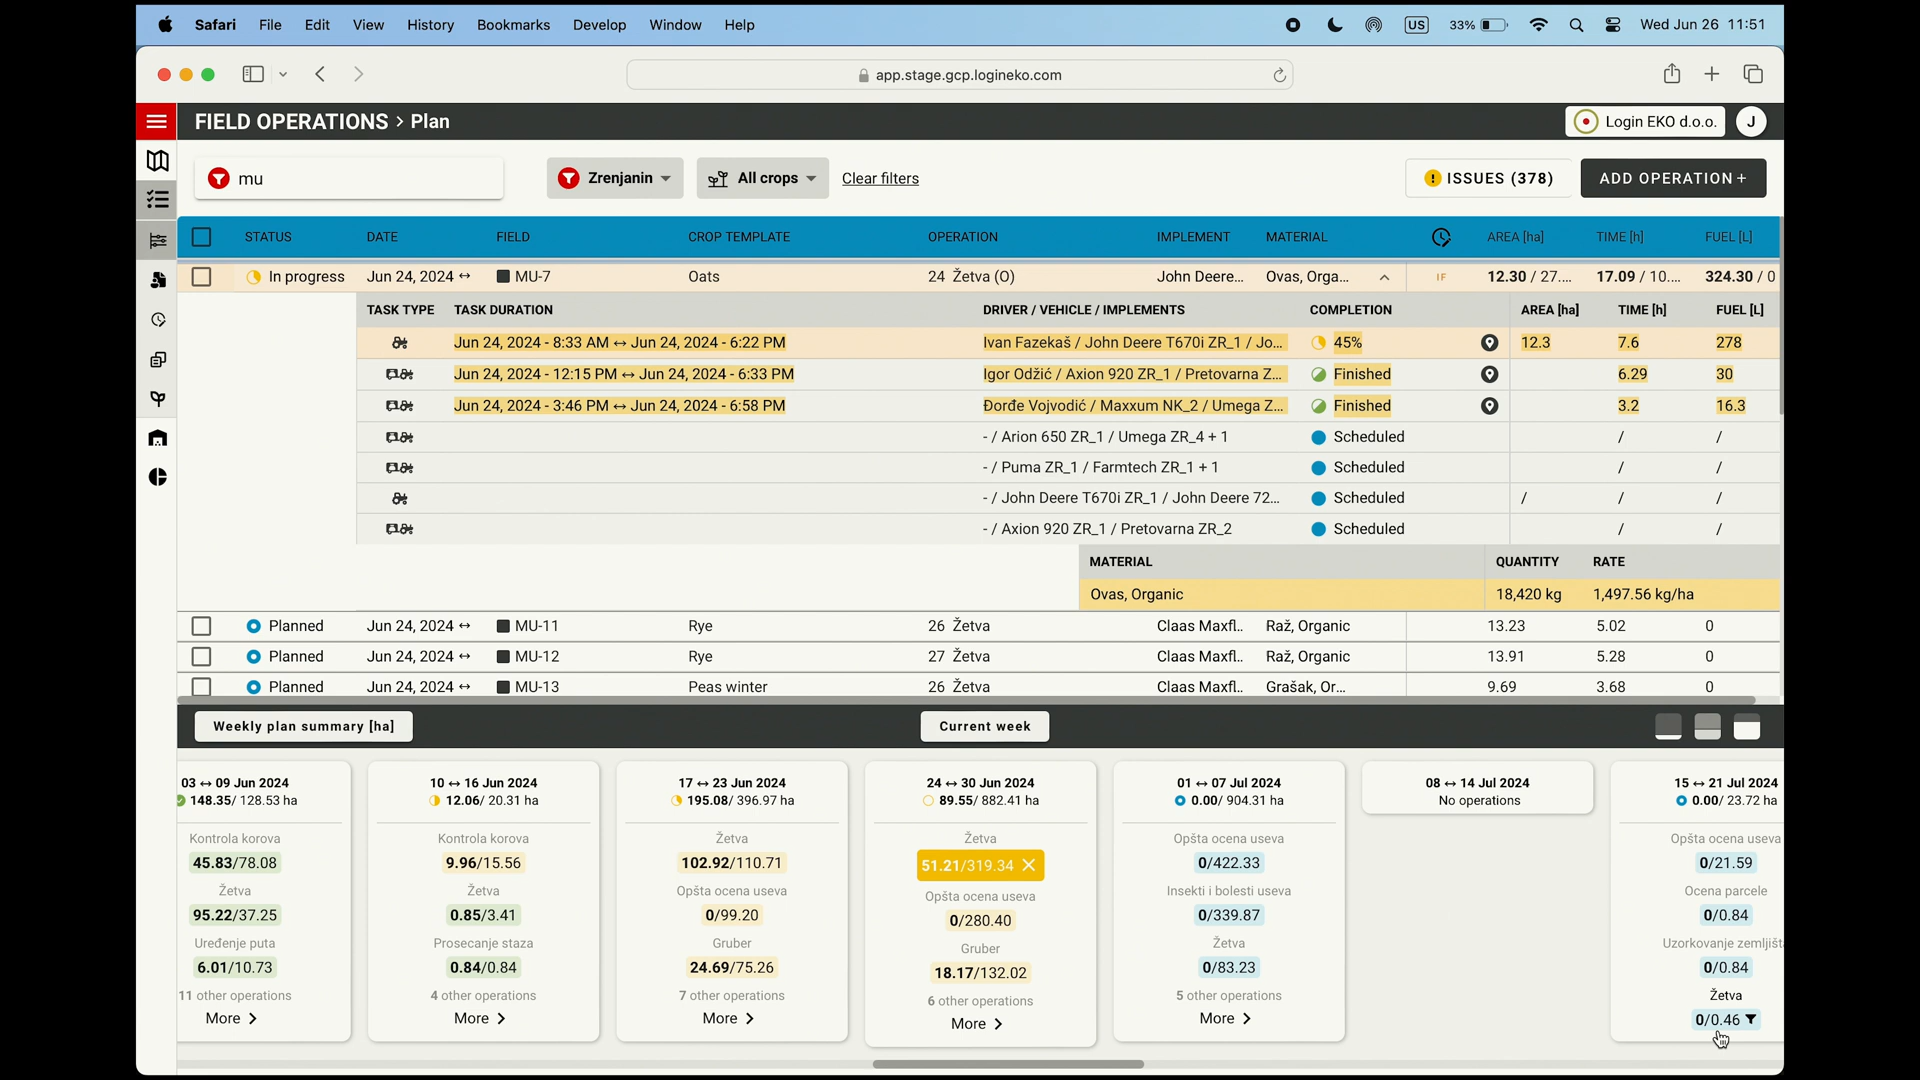 Safari File Edit View History Bookmarks Develop Window Help US 33% Wed Jun 26 11:51
app.stage.gcp.logineko.com
FIELD OPERATIONS > Plan Login EKO d.o.o. J
mu Zrenjanin All crops Clear filters ISSUES (378) ADD OPERATION +
STATUS DATE FIELD CROP TEMPLATE OPERATION IMPLEMENT MATERIAL AREA [ha] TIME [h] FUEL [L]
In progress Jun 24, 2024 ↔ MU-7 Oats 24 Žetva (O) John Deere... Ovas, Orga... IF 12.30 / 27.... 17.09 / 10.... 324.30 / 0
TASK TYPE TASK DURATION DRIVER / VEHICLE / IMPLEMENTS COMPLETION AREA [ha] TIME [h] FUEL [L]
Jun 24, 2024 - 8:33 AM ↔ Jun 24, 2024 - 6:22 PM Ivan Fazekaš / John Deere T670i ZR_1 / Jo... 45% 12.3 7.6 278
Jun 24, 2024 - 12:15 PM ↔ Jun 24, 2024 - 6:33 PM Igor Odžić / Axion 920 ZR_1 / Pretovarna Z... Finished 6.29 30
Jun 24, 2024 - 3:46 PM ↔ Jun 24, 2024 - 6:58 PM Đorđe Vojvodić / Maxxum NK_2 / Umega Z... Finished 3.2 16.3
- / Arion 650 ZR_1 / Umega ZR_4 + 1 Scheduled / /
- / Puma ZR_1 / Farmtech ZR_1 + 1 Scheduled / /
- / John Deere T670i ZR_1 / John Deere 72... Scheduled / / /
- / Axion 920 ZR_1 / Pretovarna ZR_2 Scheduled / /
MATERIAL QUANTITY RATE
Ovas, Organic 18,420 kg 1,497.56 kg/ha
Planned Jun 24, 2024 ↔ MU-11 Rye 26 Žetva Claas Maxfl.. Raž, Organic 13.23 5.02 0
Planned Jun 24, 2024 ↔ MU-12 Rye 27 Žetva Claas Maxfl.. Raž, Organic 13.91 5.28 0
Planned Jun 24, 2024 ↔ MU-13 Peas winter 26 Žetva Claas Maxfl.. Grašak, Or... 9.69 3.68 0
Weekly plan summary [ha] Current week
03 ↔ 09 Jun 2024
148.35/ 128.53 ha
Kontrola korova
45.83/78.08
Žetva
95.22/37.25
Uređenje puta
6.01/10.73
11 other operations
More >
10 ↔ 16 Jun 2024
12.06/ 20.31 ha
Kontrola korova
9.96/15.56
Žetva
0.85/3.41
Prosecanje staza
0.84/0.84
4 other operations
More >
17 ↔ 23 Jun 2024
195.08/ 396.97 ha
Žetva
102.92/110.71
Opšta ocena useva
0/99.20
Gruber
24.69/75.26
7 other operations
More >
24 ↔ 30 Jun 2024
89.55/ 882.41 ha
Žetva
51.21/319.34 ×
Opšta ocena useva
0/280.40
Gruber
18.17/132.02
6 other operations
More >
01 ↔ 07 Jul 2024
0.00/ 904.31 ha
Opšta ocena useva
0/422.33
Insekti i bolesti useva
0/339.87
Žetva
0/83.23
5 other operations
More >
08 ↔ 14 Jul 2024
No operations
15 ↔ 21 Jul 2024
0.00/ 23.72 ha
Opšta ocena useva
0/21.59
Ocena parcele
0/0.84
Uzorkovanje zemljišt
0/0.84
Žetva
0/0.46